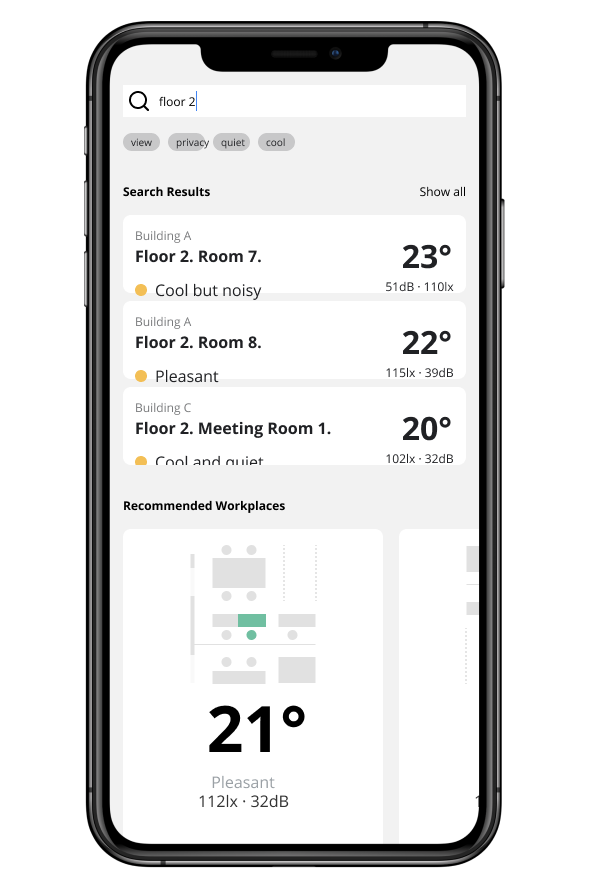 floor 2
view privacy quiet cool
Search Results Show all
Building A
Floor 2. Room 7.
23°
Cool but noisy
51dB · 110lx
Building A
Floor 2. Room 8.
22°
Pleasant
115lx · 39dB
Building C
Floor 2. Meeting Room 1.
20°
Cool and quiet
102lx · 32dB
Recommended Workplaces
21°
Pleasant
112lx · 32dB